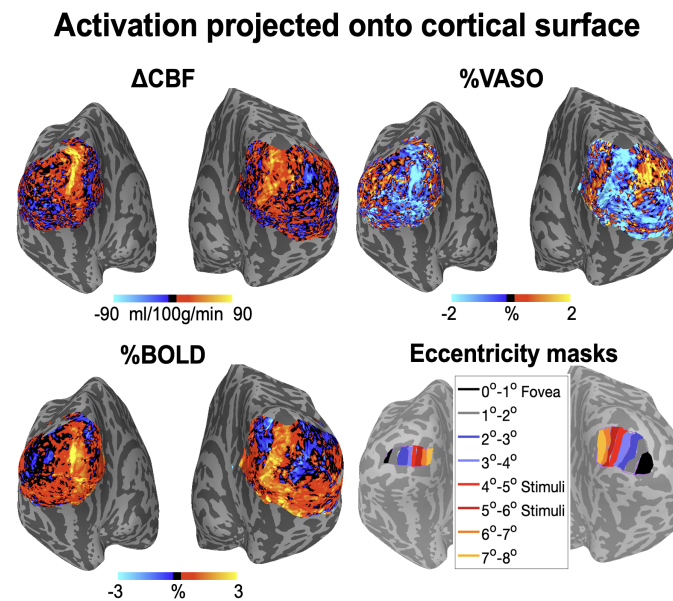 Activation projected onto cortical surface
ΔCBF
%VASO
-90 ml/100g/min 90
-2 % 2
%BOLD
Eccentricity masks
0°-1° Fovea
1°-2°
2°-3°
3°-4°
4°-5° Stimuli
5°-6° Stimuli
6°-7°
7°-8°
-3 % 3